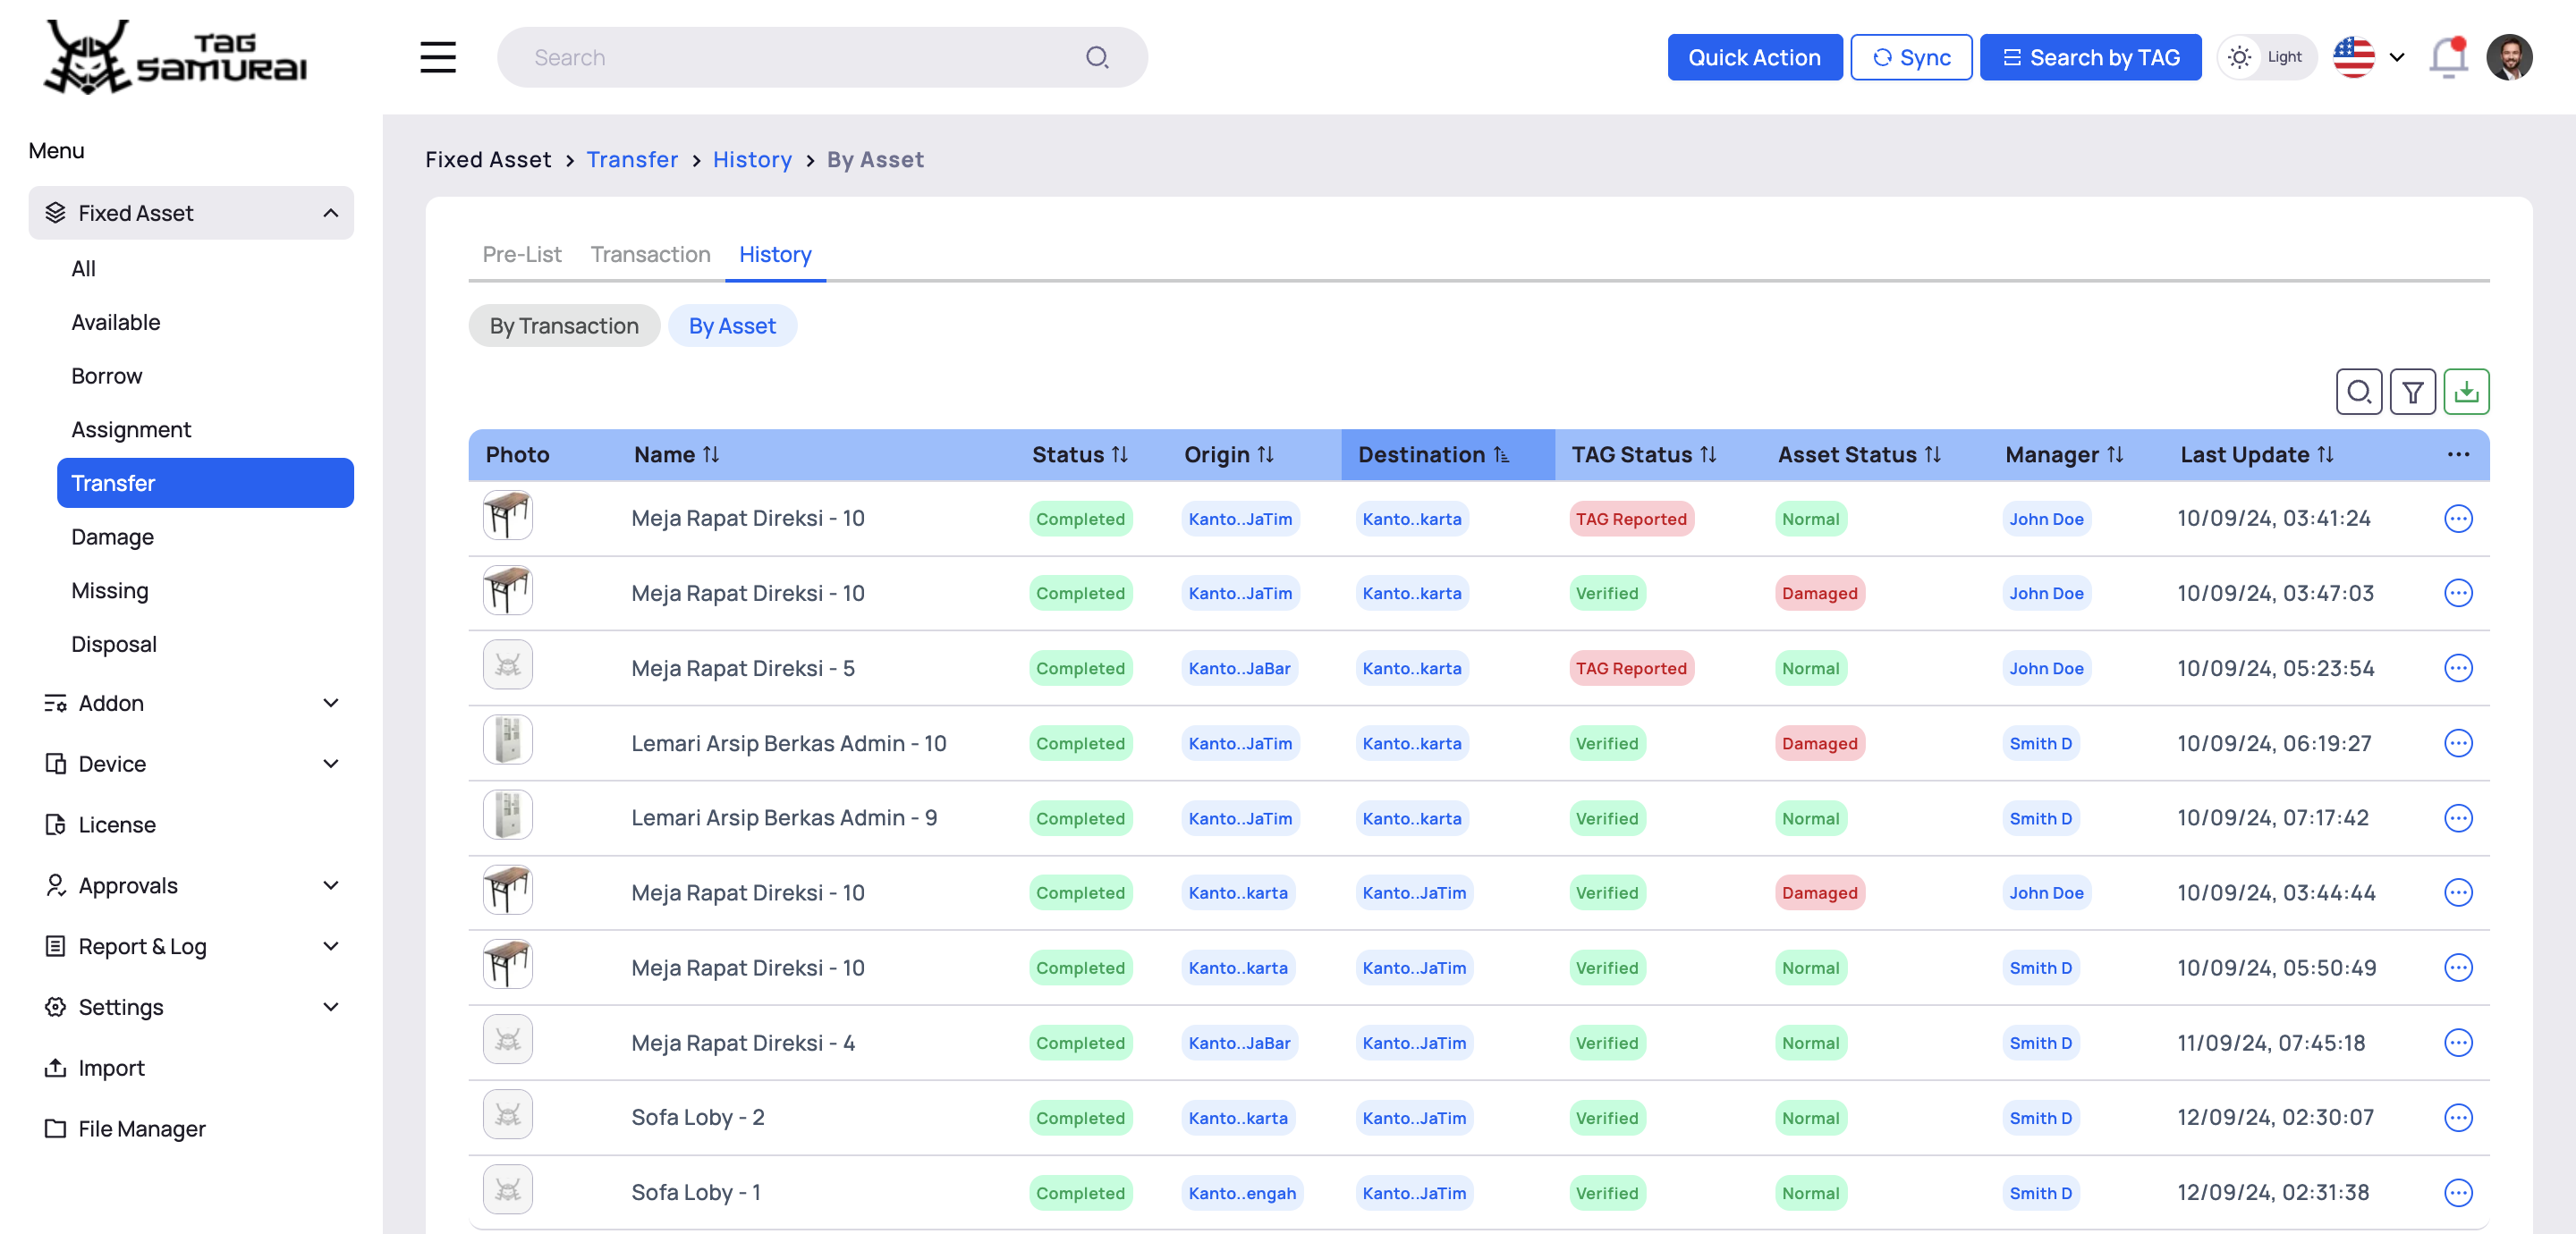 TAG SAMURAI
Search
Quick Action
Sync
Search by TAG
Light
Menu
Fixed Asset
All
Available
Borrow
Assignment
Transfer
Damage
Missing
Disposal
Addon
Device
License
Approvals
Report & Log
Settings
Import
File Manager
Fixed Asset > Transfer > History > By Asset
Pre-List Transaction History
By Transaction By Asset
Photo Name Status Origin Destination TAG Status Asset Status Manager Last Update ...
Meja Rapat Direksi - 10 Completed Kanto..JaTim Kanto..karta TAG Reported Normal John Doe 10/09/24, 03:41:24
Meja Rapat Direksi - 10 Completed Kanto..JaTim Kanto..karta Verified Damaged John Doe 10/09/24, 03:47:03
Meja Rapat Direksi - 5 Completed Kanto..JaBar Kanto..karta TAG Reported Normal John Doe 10/09/24, 05:23:54
Lemari Arsip Berkas Admin - 10 Completed Kanto..JaTim Kanto..karta Verified Damaged Smith D 10/09/24, 06:19:27
Lemari Arsip Berkas Admin - 9 Completed Kanto..JaTim Kanto..karta Verified Normal Smith D 10/09/24, 07:17:42
Meja Rapat Direksi - 10 Completed Kanto..karta Kanto..JaTim Verified Damaged John Doe 10/09/24, 03:44:44
Meja Rapat Direksi - 10 Completed Kanto..karta Kanto..JaTim Verified Normal Smith D 10/09/24, 05:50:49
Meja Rapat Direksi - 4 Completed Kanto..JaBar Kanto..JaTim Verified Normal Smith D 11/09/24, 07:45:18
Sofa Loby - 2 Completed Kanto..karta Kanto..JaTim Verified Normal Smith D 12/09/24, 02:30:07
Sofa Loby - 1 Completed Kanto..engah Kanto..JaTim Verified Normal Smith D 12/09/24, 02:31:38